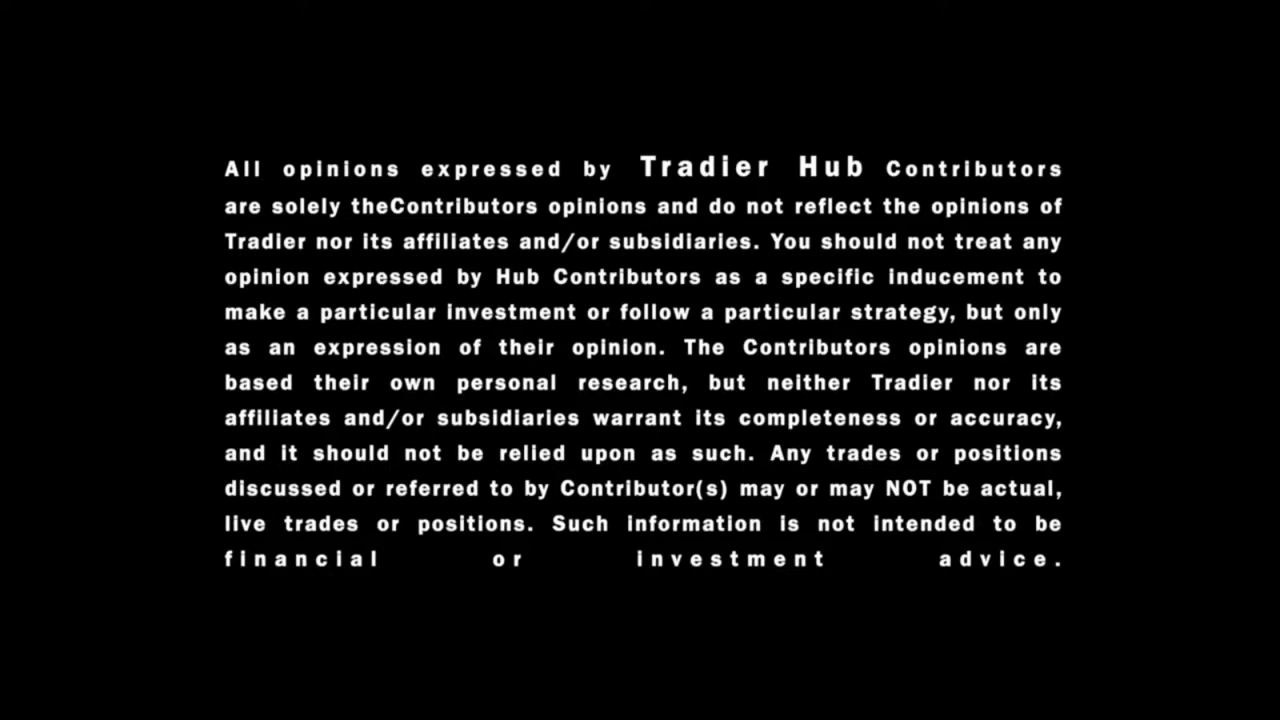 All opinions expressed by Tradier Hub Contributors
are solely theContributors opinions and do not reflect the opinions of
Tradier nor its affiliates and/or subsidiaries. You should not treat any
opinion expressed by Hub Contributors as a specific inducement to
make a particular investment or follow a particular strategy, but only
as an expression of their opinion. The Contributors opinions are
based their own personal research, but neither Tradier nor its
affiliates and/or subsidiaries warrant its completeness or accuracy,
and it should not be relied upon as such. Any trades or positions
discussed or referred to by Contributor(s) may or may NOT be actual,
live trades or positions. Such information is not intended to be
financial or investment advice.